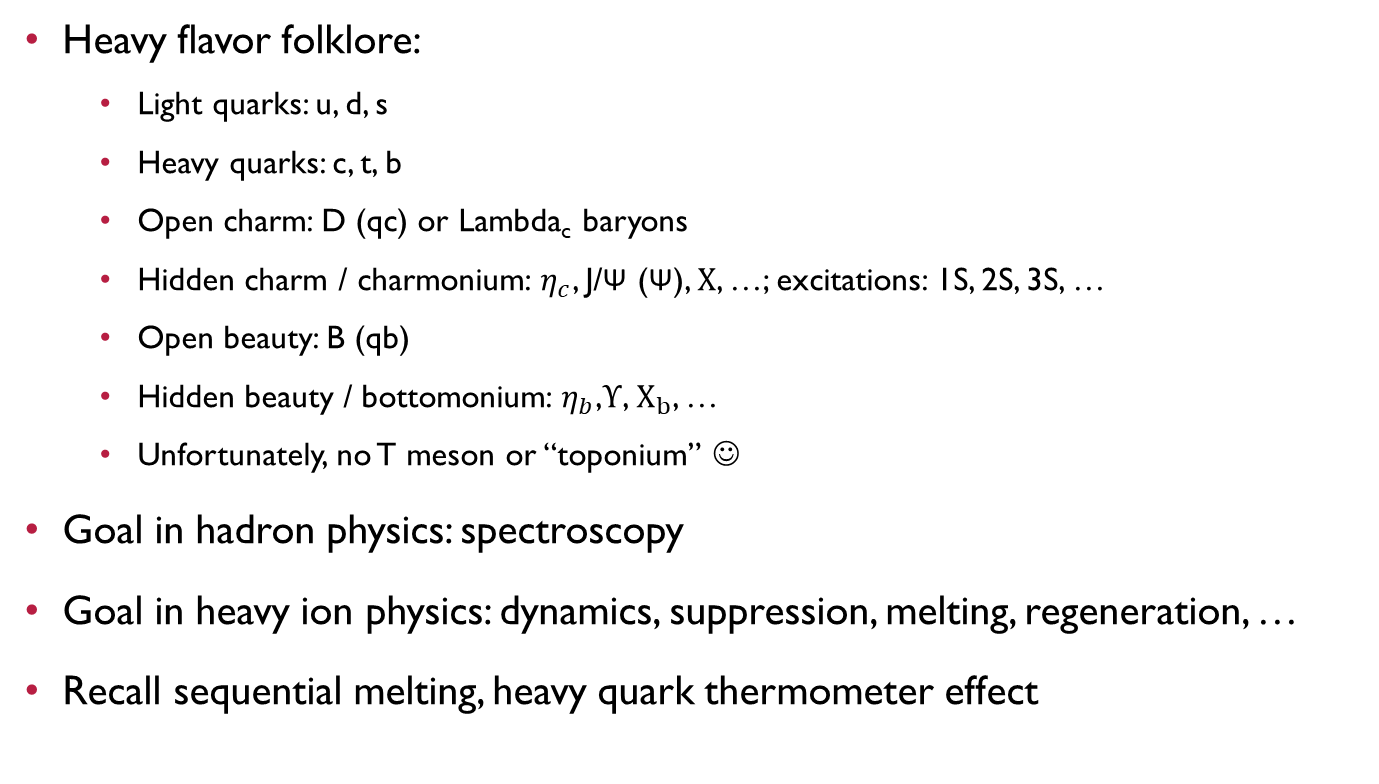 • Heavy flavor folklore:
• Light quarks: u, d, s
• Heavy quarks: c, t, b
• Open charm: D (qc) or Lambda_c baryons
• Hidden charm / charmonium: η_c, J/Ψ (Ψ), Χ, …; excitations: 1S, 2S, 3S, …
• Open beauty: B (qb)
• Hidden beauty / bottomonium: η_b,ϒ, Χ_b, …
• Unfortunately, no T meson or “toponium” ☺
• Goal in hadron physics: spectroscopy
• Goal in heavy ion physics: dynamics, suppression, melting, regeneration, …
• Recall sequential melting, heavy quark thermometer effect